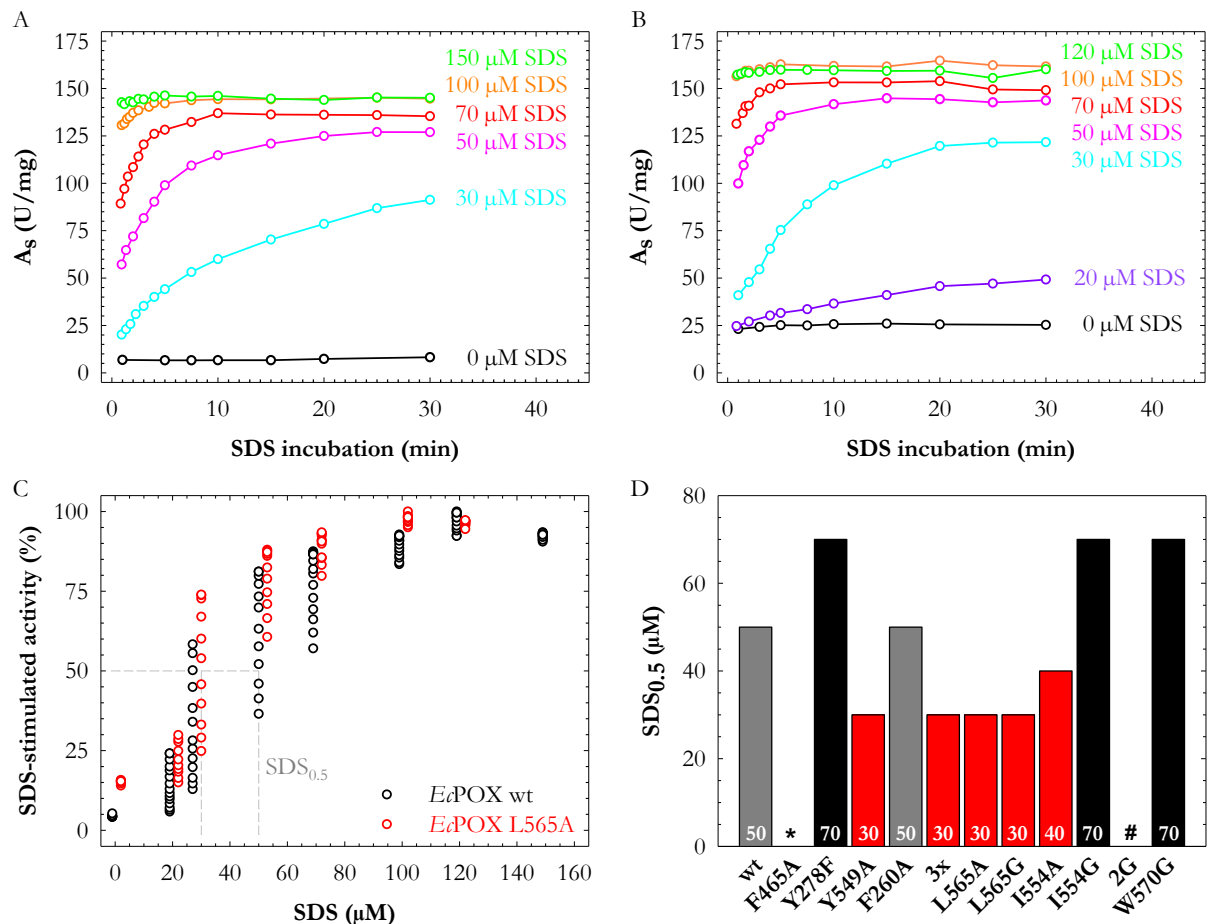 A
175
150
125
100
75
50
25
0
A_s (U/mg)
150 μM SDS
100 μM SDS
70 μM SDS
50 μM SDS
30 μM SDS
0 μM SDS
0 10 20 30 40
SDS incubation (min)
B
175
150
125
100
75
50
25
0
A_s (U/mg)
120 μM SDS
100 μM SDS
70 μM SDS
50 μM SDS
30 μM SDS
20 μM SDS
0 μM SDS
0 10 20 30 40
SDS incubation (min)
C
100
75
50
25
0
SDS-stimulated activity (%)
SDS_0.5
EcPOX wt
EcPOX L565A
0 20 40 60 80 100 120 140 160
SDS (μM)
D
80
60
40
20
0
SDS_0.5 (μM)
50 * 70 30 50 30 30 30 40 70 # 70
wt F465A Y278F Y549A F260A 3x L565A L565G I554A I554G 2G W570G